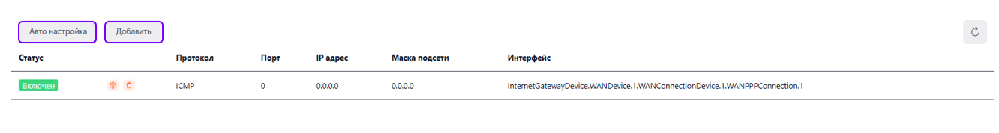 Авто настройка Добавить
Статус Протокол Порт IP адрес Маска подсети Интерфейс
Включен ICMP 0 0.0.0.0 0.0.0.0 InternetGatewayDevice.WANDevice.1.WANConnectionDevice.1.WANPPPConnection.1